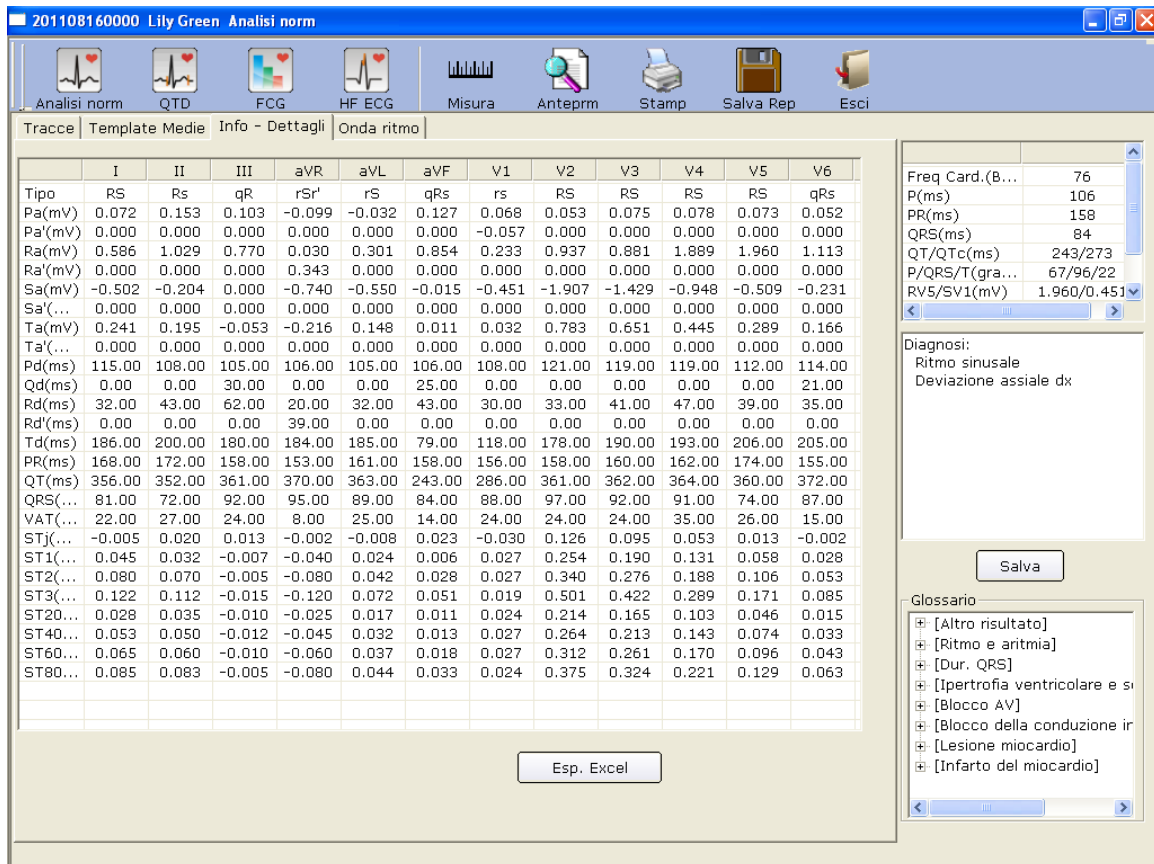 201108160000 Lily Green Analisi norm
Analisi norm QTD FCG HF ECG Misura Anteprm Stamp Salva Rep Esci
Tracce Template Medie Info - Dettagli Onda ritmo
I II III aVR aVL aVF V1 V2 V3 V4 V5 V6
Tipo RS Rs qR rSr' rS qRs rs RS RS RS RS qRs
Pa(mV) 0.072 0.153 0.103 -0.099 -0.032 0.127 0.068 0.053 0.075 0.078 0.073 0.052
Pa'(mV) 0.000 0.000 0.000 0.000 0.000 0.000 -0.057 0.000 0.000 0.000 0.000 0.000
Ra(mV) 0.586 1.029 0.770 0.030 0.301 0.854 0.233 0.937 0.881 1.889 1.960 1.113
Ra'(mV) 0.000 0.000 0.000 0.343 0.000 0.000 0.000 0.000 0.000 0.000 0.000 0.000
Sa(mV) -0.502 -0.204 0.000 -0.740 -0.550 -0.015 -0.451 -1.907 -1.429 -0.948 -0.509 -0.231
Sa'(... 0.000 0.000 0.000 0.000 0.000 0.000 0.000 0.000 0.000 0.000 0.000 0.000
Ta(mV) 0.241 0.195 -0.053 -0.216 0.148 0.011 0.032 0.783 0.651 0.445 0.289 0.166
Ta'(... 0.000 0.000 0.000 0.000 0.000 0.000 0.000 0.000 0.000 0.000 0.000 0.000
Pd(ms) 115.00 108.00 105.00 106.00 105.00 106.00 108.00 121.00 119.00 119.00 112.00 114.00
Qd(ms) 0.00 0.00 30.00 0.00 0.00 25.00 0.00 0.00 0.00 0.00 0.00 21.00
Rd(ms) 32.00 43.00 62.00 20.00 32.00 43.00 30.00 33.00 41.00 47.00 39.00 35.00
Rd'(ms) 0.00 0.00 0.00 39.00 0.00 0.00 0.00 0.00 0.00 0.00 0.00 0.00
Td(ms) 186.00 200.00 180.00 184.00 185.00 79.00 118.00 178.00 190.00 193.00 206.00 205.00
PR(ms) 168.00 172.00 158.00 153.00 161.00 158.00 156.00 158.00 160.00 162.00 174.00 155.00
QT(ms) 356.00 352.00 361.00 370.00 363.00 243.00 286.00 361.00 362.00 364.00 360.00 372.00
QRS(... 81.00 72.00 92.00 95.00 89.00 84.00 88.00 97.00 92.00 91.00 74.00 87.00
VAT(... 22.00 27.00 24.00 8.00 25.00 14.00 24.00 24.00 24.00 35.00 26.00 15.00
STj(... -0.005 0.020 0.013 -0.002 -0.008 0.023 -0.030 0.126 0.095 0.053 0.013 -0.002
ST1(... 0.045 0.032 -0.007 -0.040 0.024 0.006 0.027 0.254 0.190 0.131 0.058 0.028
ST2(... 0.080 0.070 -0.005 -0.080 0.042 0.028 0.027 0.340 0.276 0.188 0.106 0.053
ST3(... 0.122 0.112 -0.015 -0.120 0.072 0.051 0.019 0.501 0.422 0.289 0.171 0.085
ST20... 0.028 0.035 -0.010 -0.025 0.017 0.011 0.024 0.214 0.165 0.103 0.046 0.015
ST40... 0.053 0.050 -0.012 -0.045 0.032 0.013 0.027 0.264 0.213 0.143 0.074 0.033
ST60... 0.065 0.060 -0.010 -0.060 0.037 0.018 0.027 0.312 0.261 0.170 0.096 0.043
ST80... 0.085 0.083 -0.005 -0.080 0.044 0.033 0.024 0.375 0.324 0.221 0.129 0.063
Esp. Excel
Freq Card.(B... 76
P(ms) 106
PR(ms) 158
QRS(ms) 84
QT/QTc(ms) 243/273
P/QRS/T(gra... 67/96/22
RV5/SV1(mV) 1.960/0.451
Diagnosi:
Ritmo sinusale
Deviazione assiale dx
Salva
Glossario
[Altro risultato]
[Ritmo e aritmia]
[Dur. QRS]
[Ipertrofia ventricolare e s
[Blocco AV]
[Blocco della conduzione ir
[Lesione miocardio]
[Infarto del miocardio]